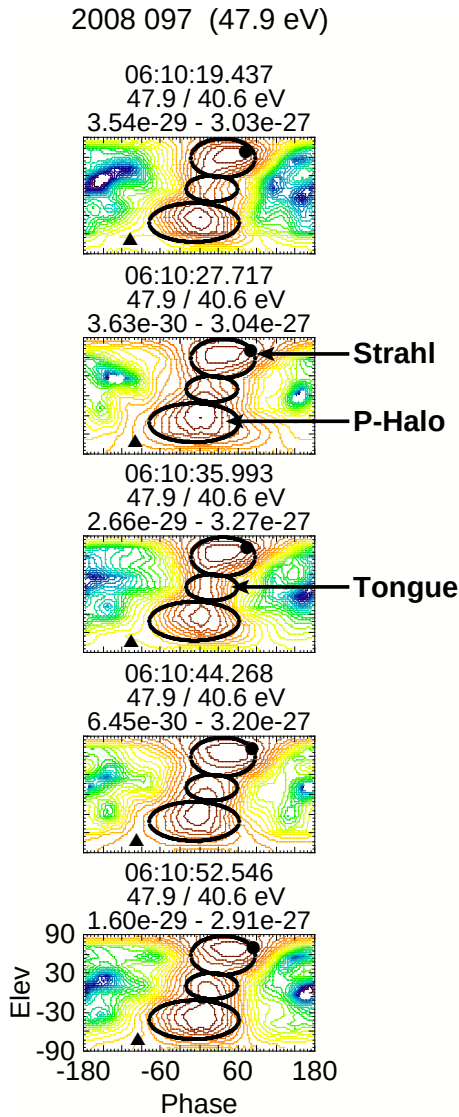 2008 097  (47.9 eV)
06:10:19.437
47.9 / 40.6 eV
3.54e-29 - 3.03e-27
06:10:27.717
47.9 / 40.6 eV
3.63e-30 - 3.04e-27
Strahl
P-Halo
06:10:35.993
47.9 / 40.6 eV
2.66e-29 - 3.27e-27
Tongue
06:10:44.268
47.9 / 40.6 eV
6.45e-30 - 3.20e-27
06:10:52.546
47.9 / 40.6 eV
1.60e-29 - 2.91e-27
90
30
-30
-90
Elev
-180 -60 60 180
Phase